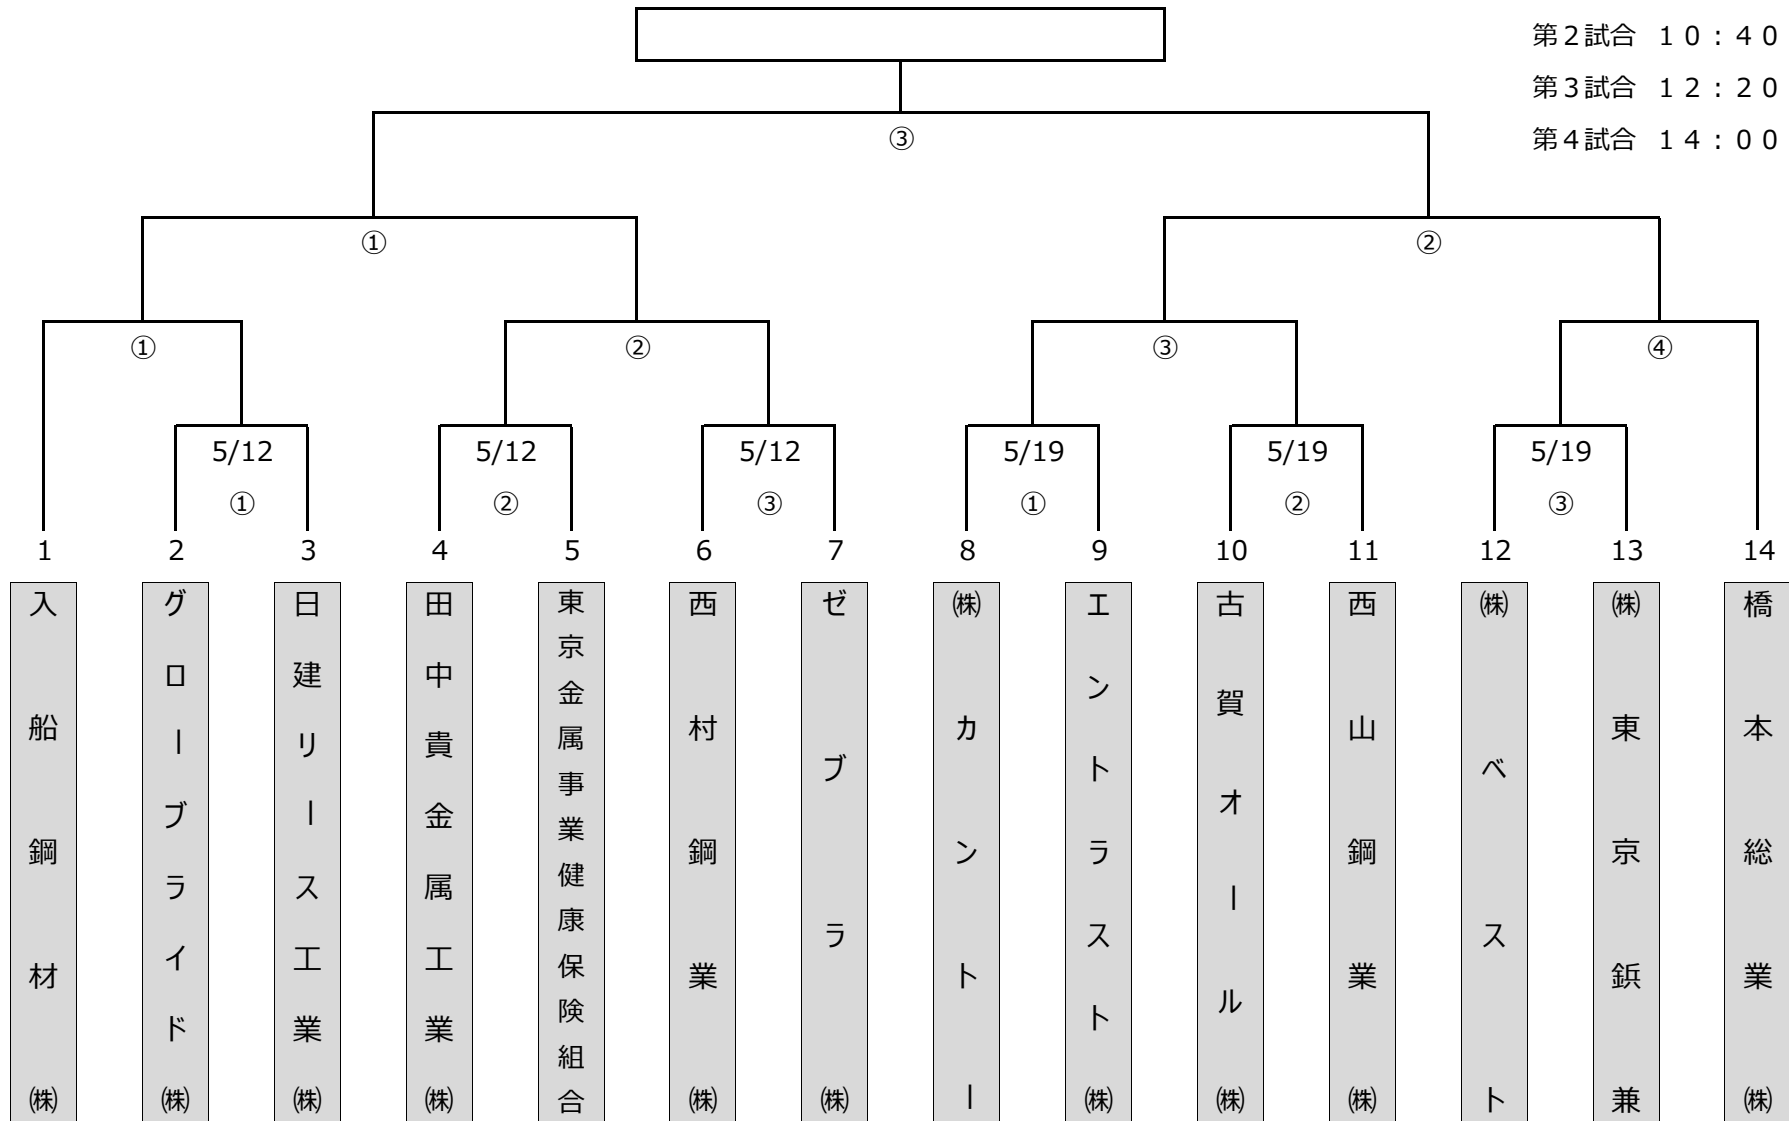 第２試合 １０：４０
第３試合 １２：２０
第４試合 １４：００
③
①
②
①
②
③
④
5/12
5/12
5/12
5/19
5/19
5/19
①
②
③
①
②
③
1
2
3
4
5
6
7
8
9
10
11
12
13
14
入船鋼材㈱
グローブライド㈱
日建リース工業㈱
田中貴金属工業㈱
東京金属事業健康保険組合
西村鋼業㈱
ゼブラ㈱
㈱カントー
エントラスト㈱
古賀オール㈱
西山鋼業㈱
㈱ベスト
㈱東京鋲兼
橋本総業㈱